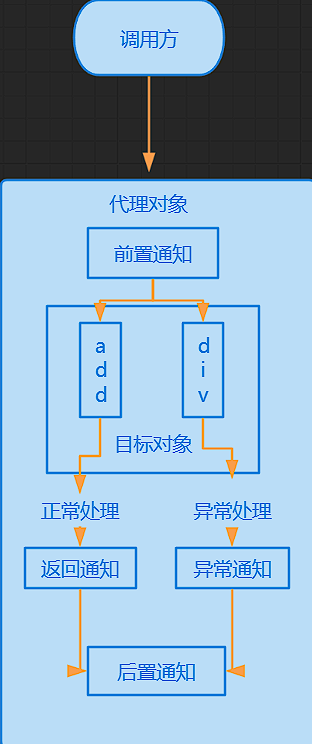 调用方
代理对象
前置通知
add
div
目标对象
正常处理
异常处理
返回通知
异常通知
后置通知